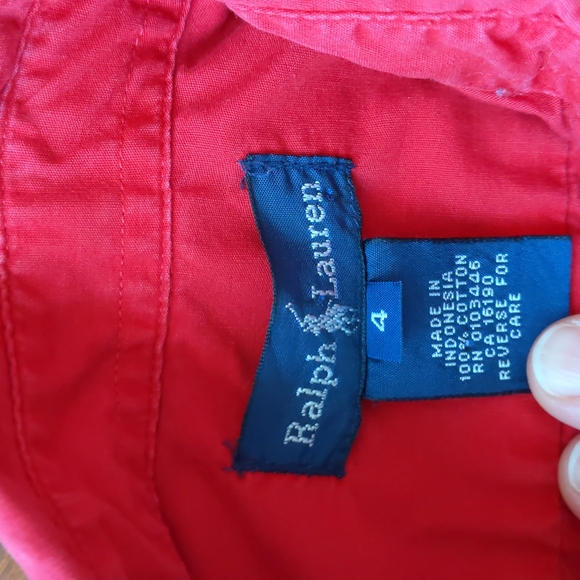 Ralph Lauren
4
MADE IN
INDONESIA
100% COTTON
RN 0103446
CA 16190
REVERSE FOR
CARE